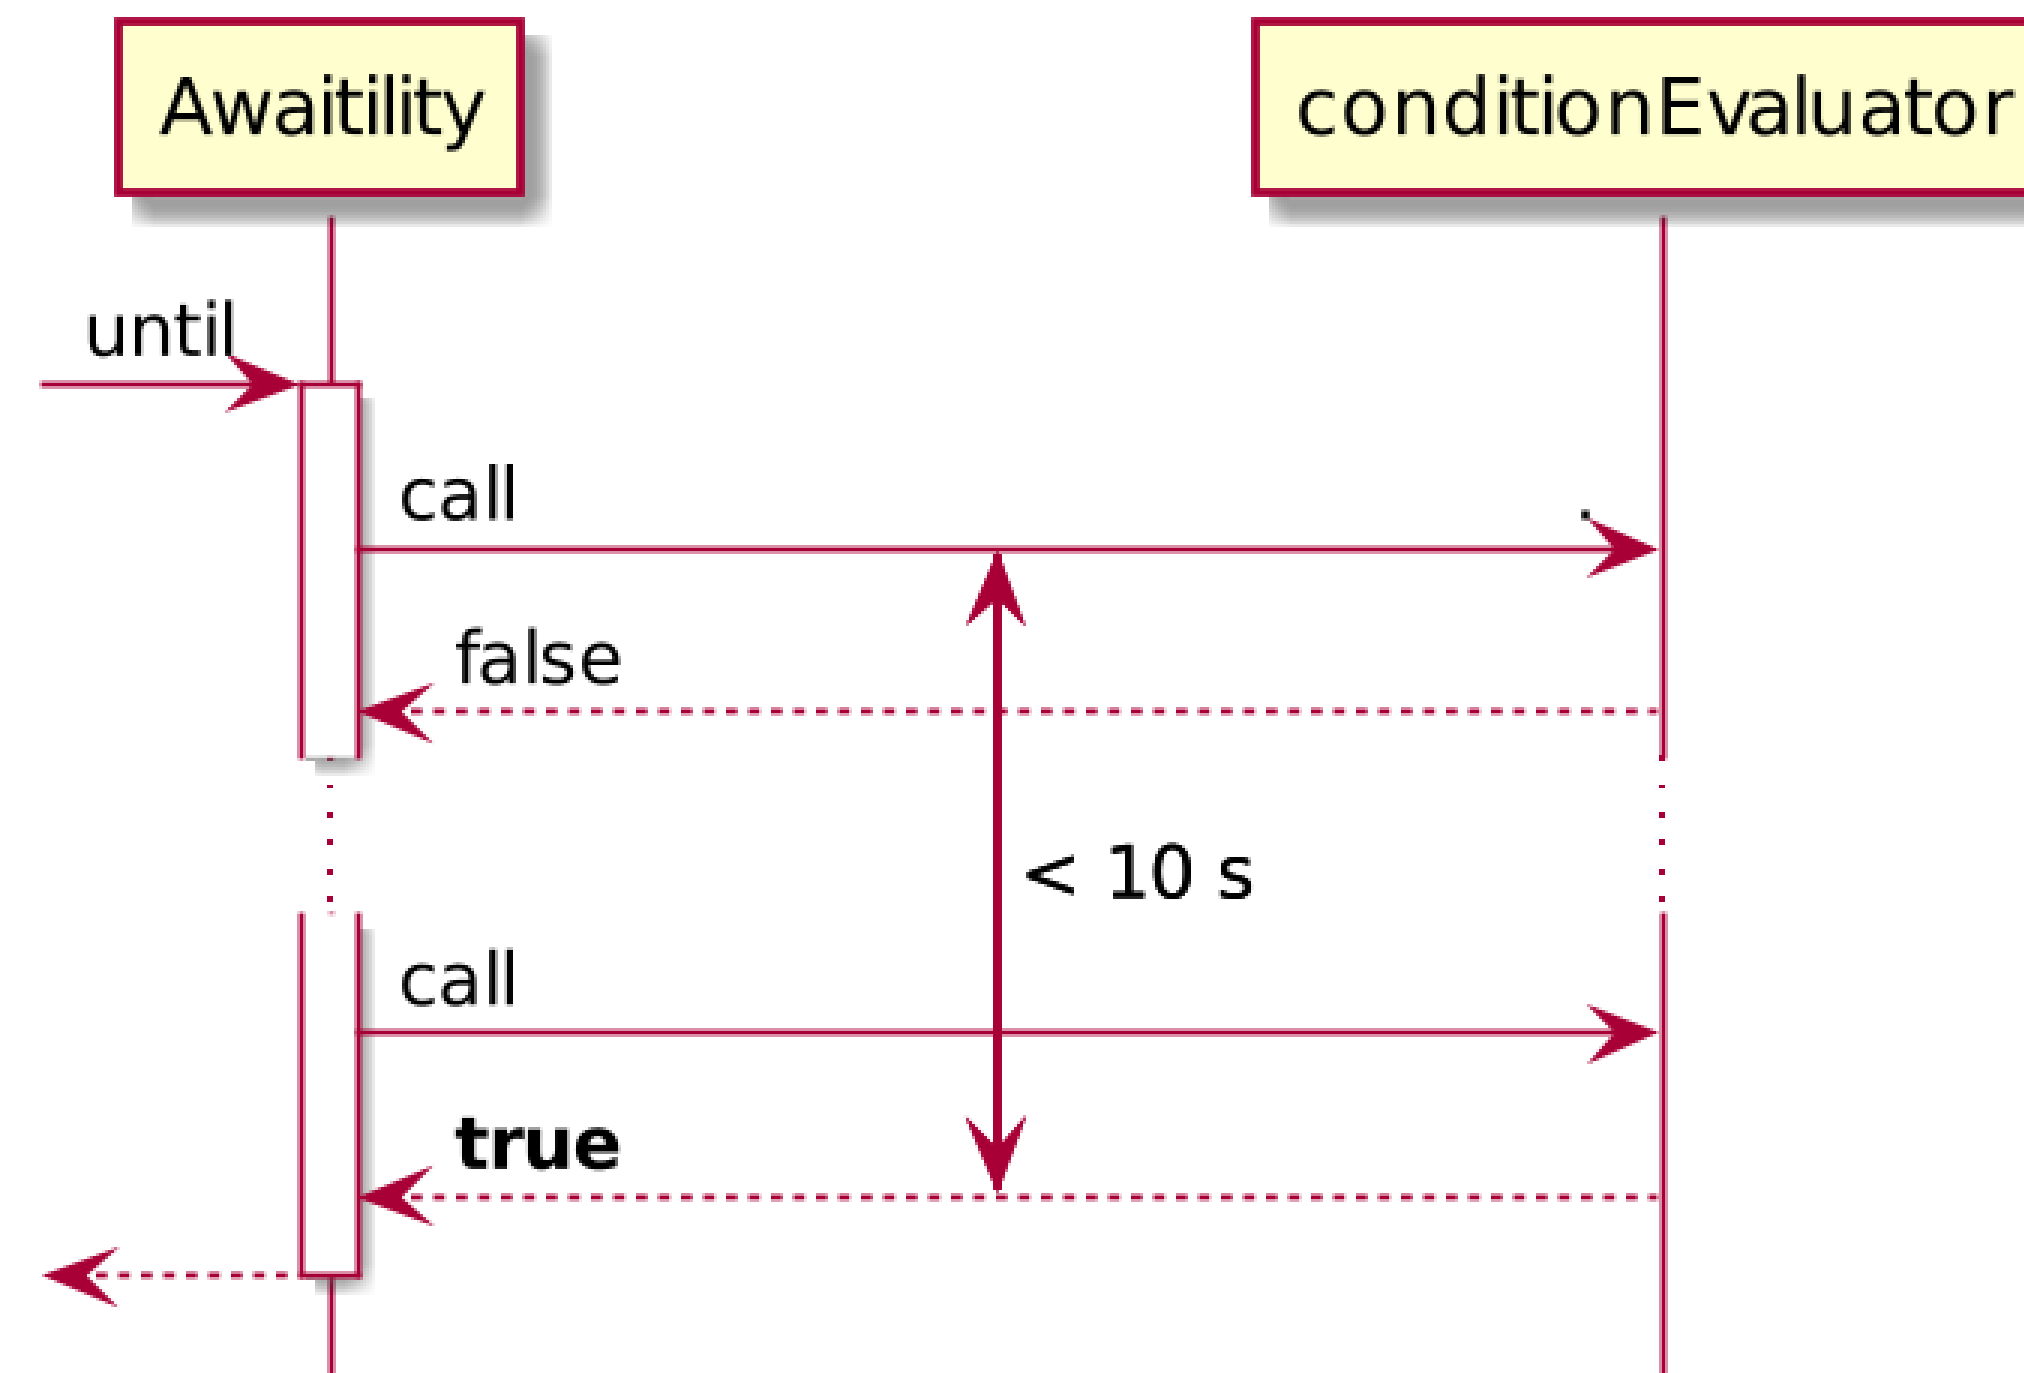 Awaitility
conditionEvaluator
until
call .
false
< 10 s
call
true